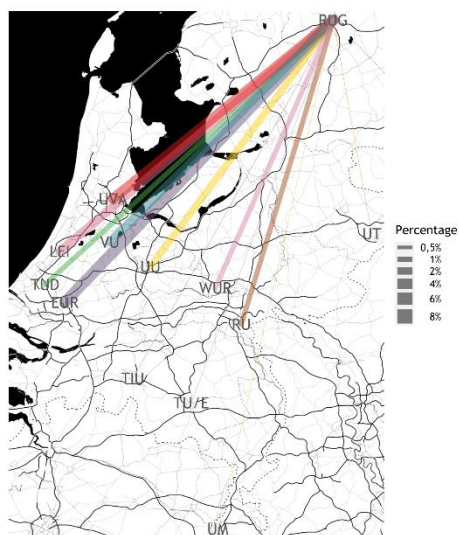 RUG
UVA
VU
UT
LEI
UU
TUD
WUR
EUR
RU
TIU
TU/E
UM
Percentage
0,5%
1%
2%
4%
6%
8%